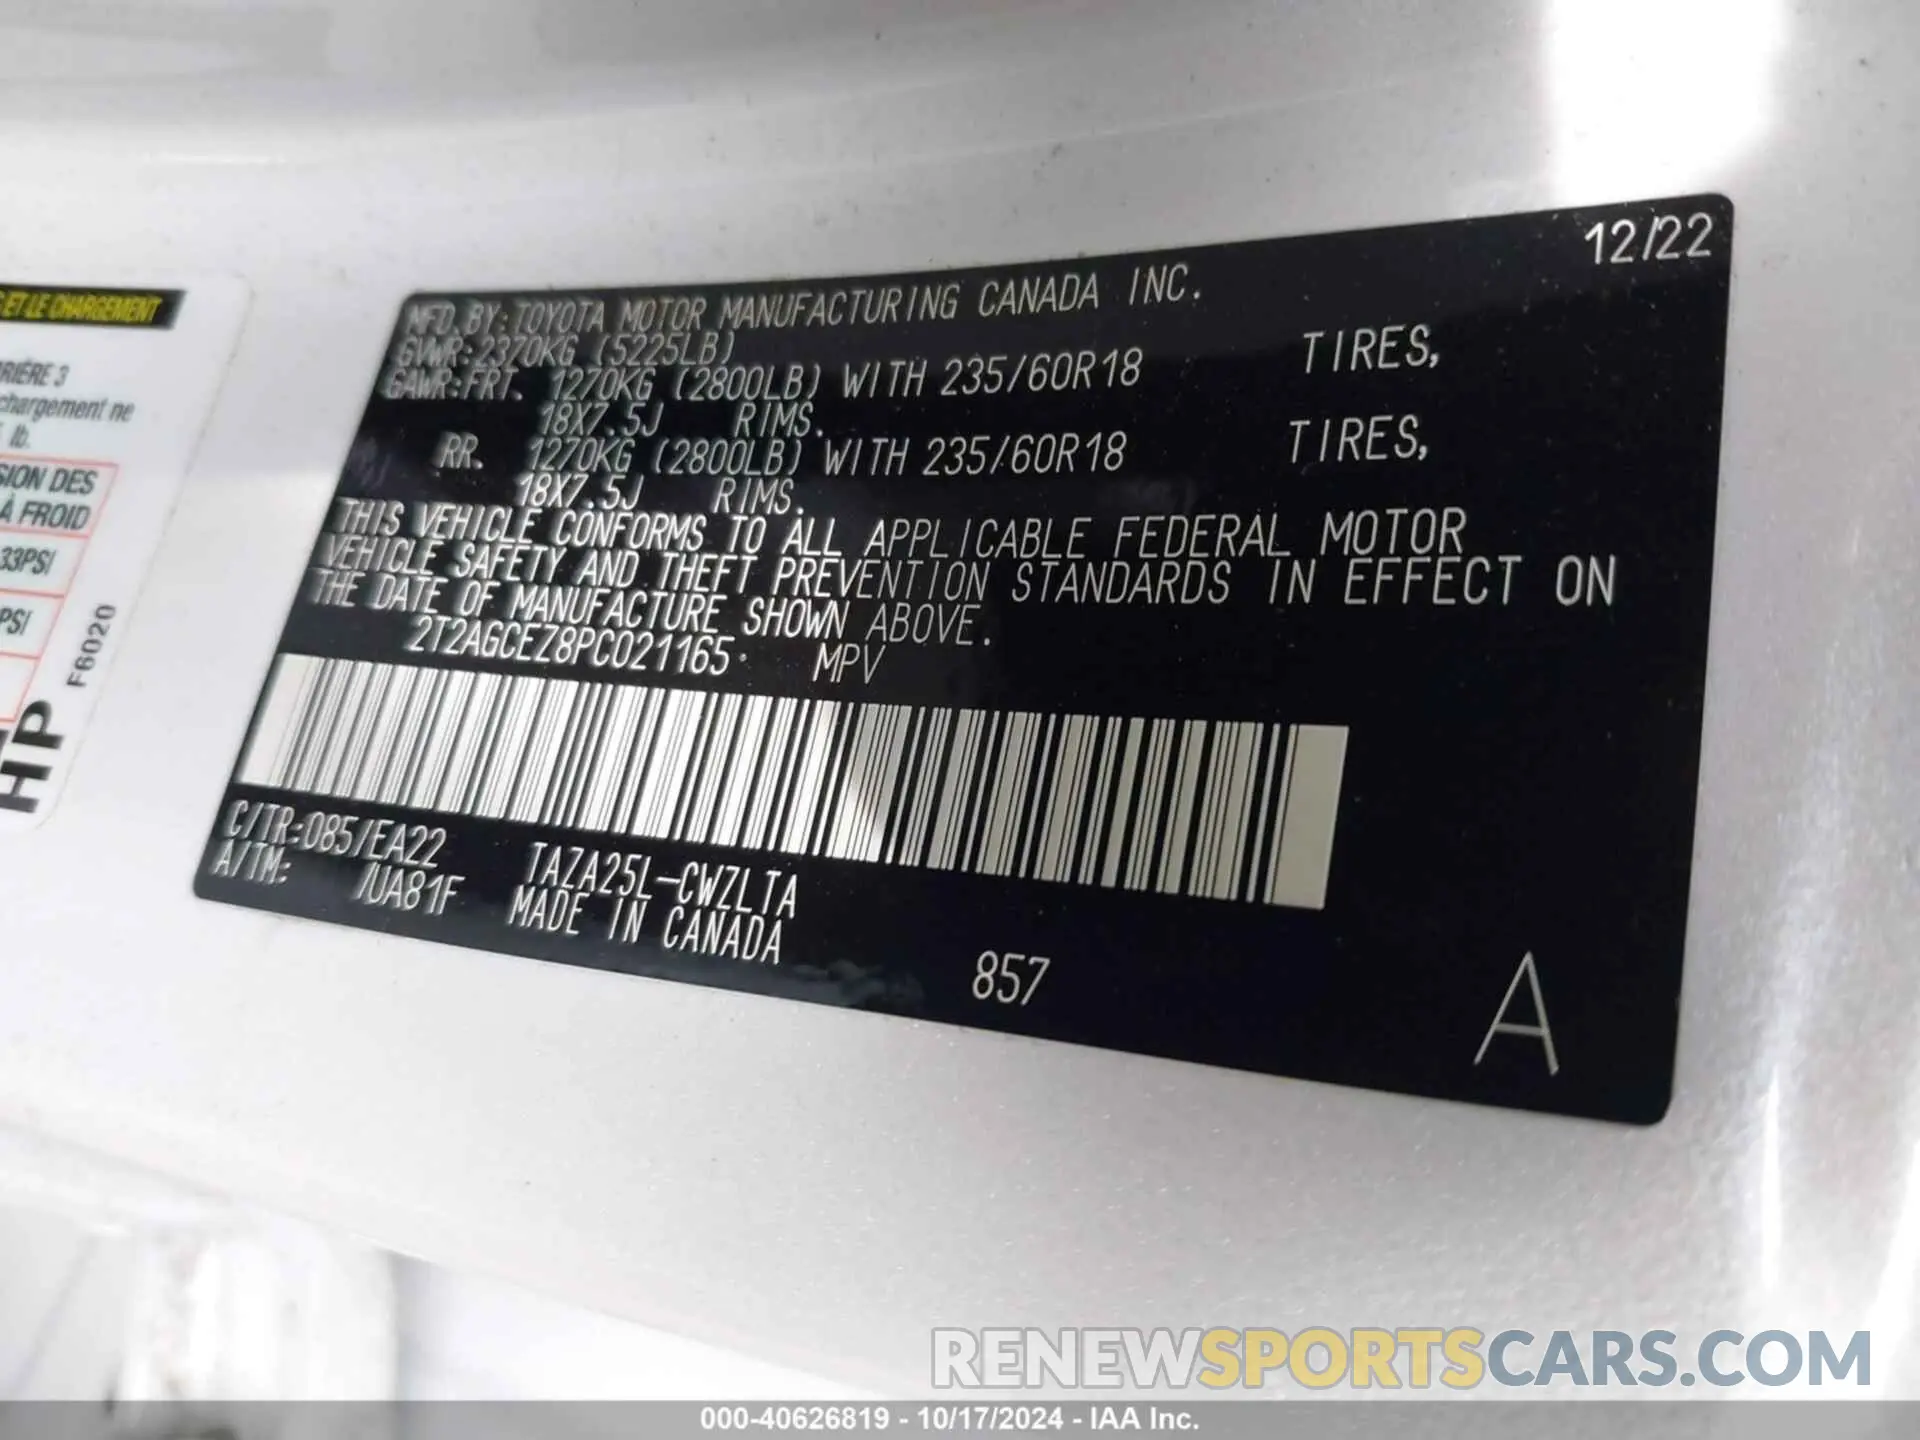 12/22
MFD. BY: TOYOTA MOTOR MANUFACTURING CANADA INC.
GVWR: 2370KG (5225LB)
GAWR: FRT. 1270KG (2800LB) WITH 235/60R18 TIRES,
18X7.5J RIMS.
RR. 1270KG (2800LB) WITH 235/60R18 TIRES,
18X7.5J RIMS.
THIS VEHICLE CONFORMS TO ALL APPLICABLE FEDERAL MOTOR
VEHICLE SAFETY AND THEFT PREVENTION STANDARDS IN EFFECT ON
THE DATE OF MANUFACTURE SHOWN ABOVE.
2T2AGCEZ8PC021165 MPV
C/TR: 085/EA22 TAZA25L-CWZLTA
A/TM: /UA81F MADE IN CANADA
857
A
ET LE CHARGEMENT
3
chargement ne
lb.
DES
À FROID
33PSI
PSI
F6020
HP
RENEWSPORTSCARS.COM
000-40626819 - 10/17/2024 - IAA Inc.